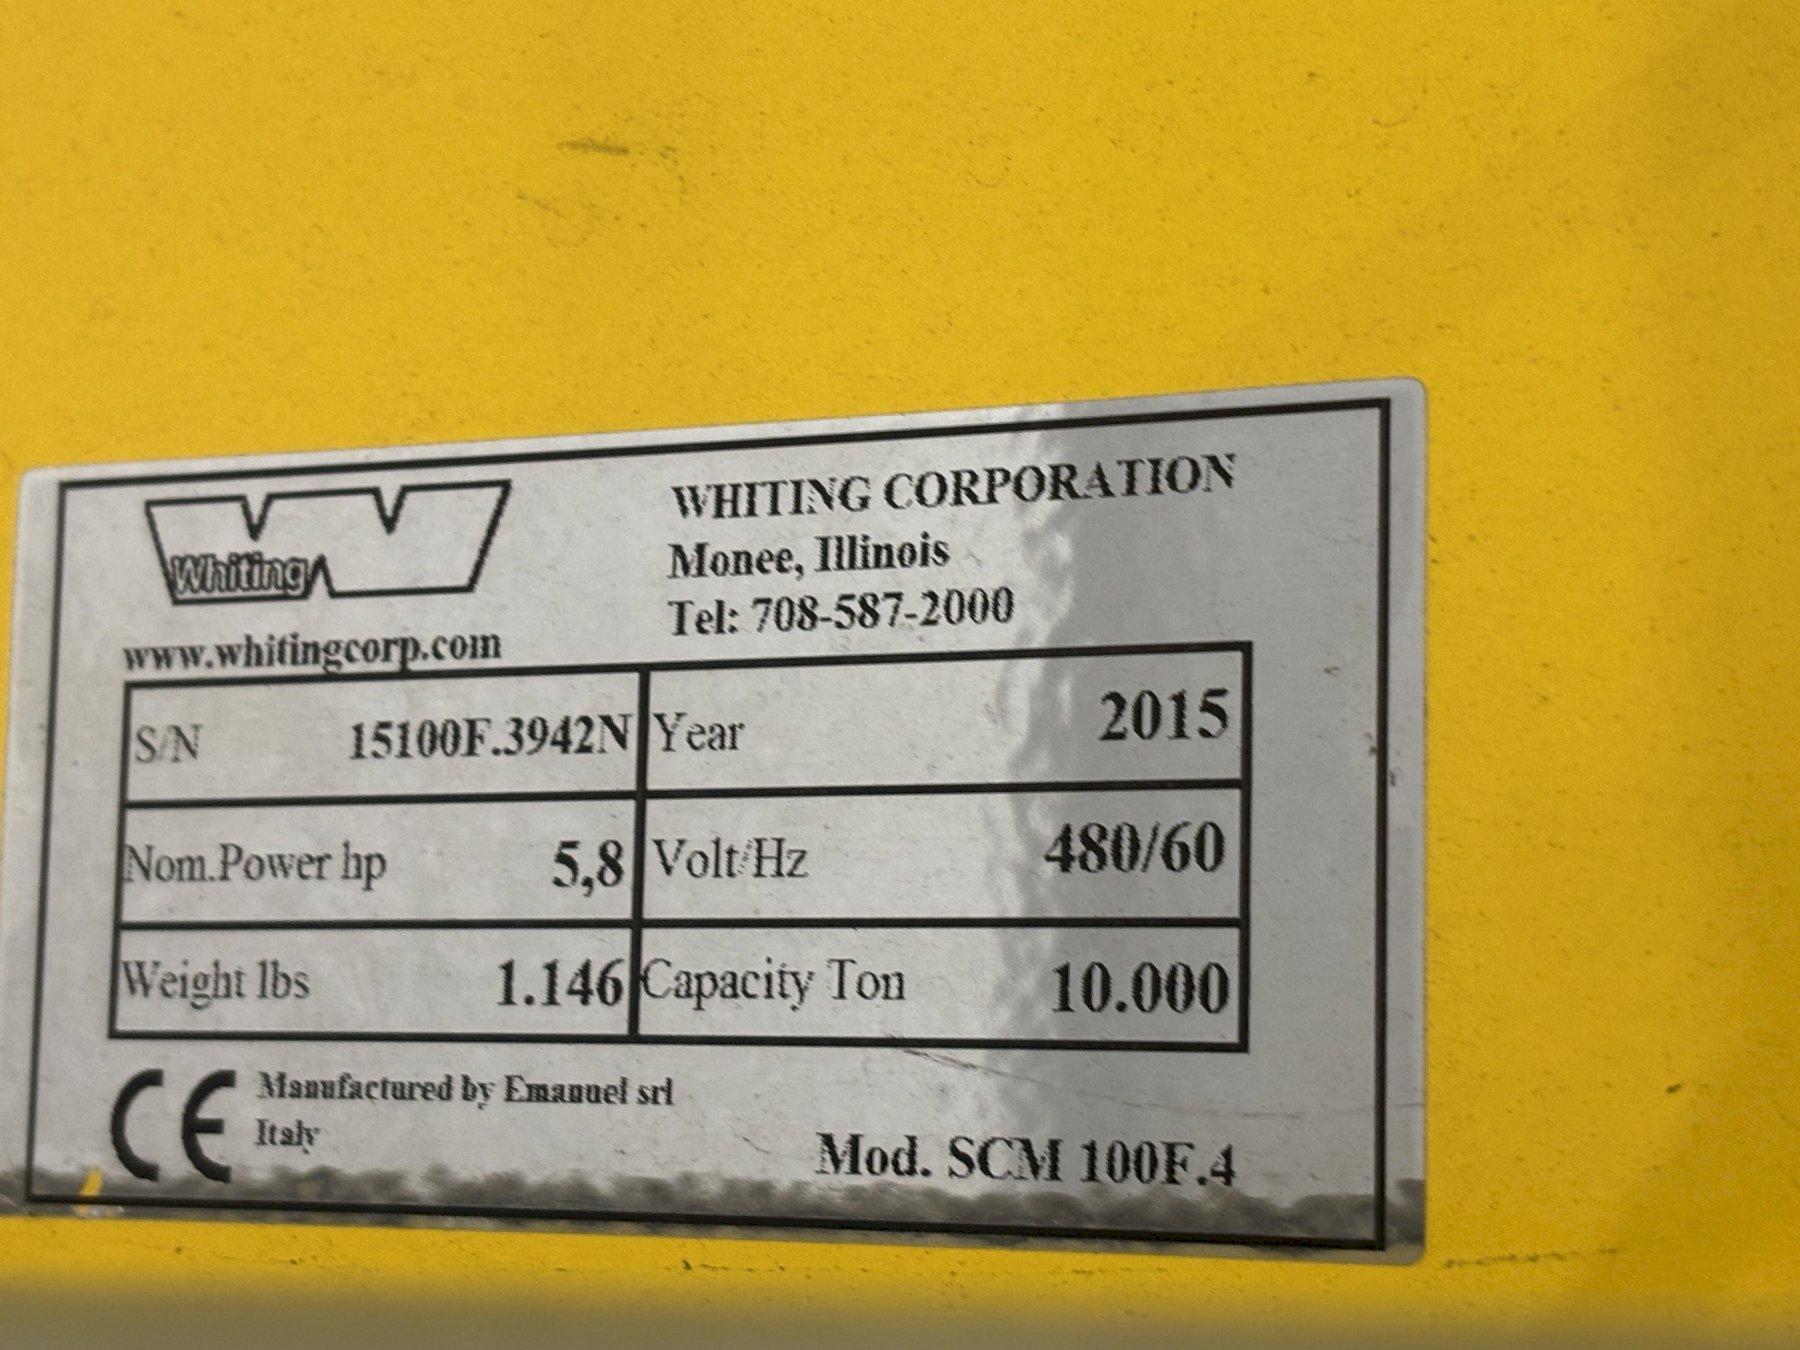 Whiting
www.whitingcorp.com
WHITING CORPORATION
Monee, Illinois
Tel: 708-587-2000
S/N 15100F.3942N Year 2015
Nom.Power hp 5,8 Volt/Hz 480/60
Weight lbs 1.146 Capacity Ton 10.000
CE Manufactured by Emanuel srl
Italy
Mod. SCM 100F.4